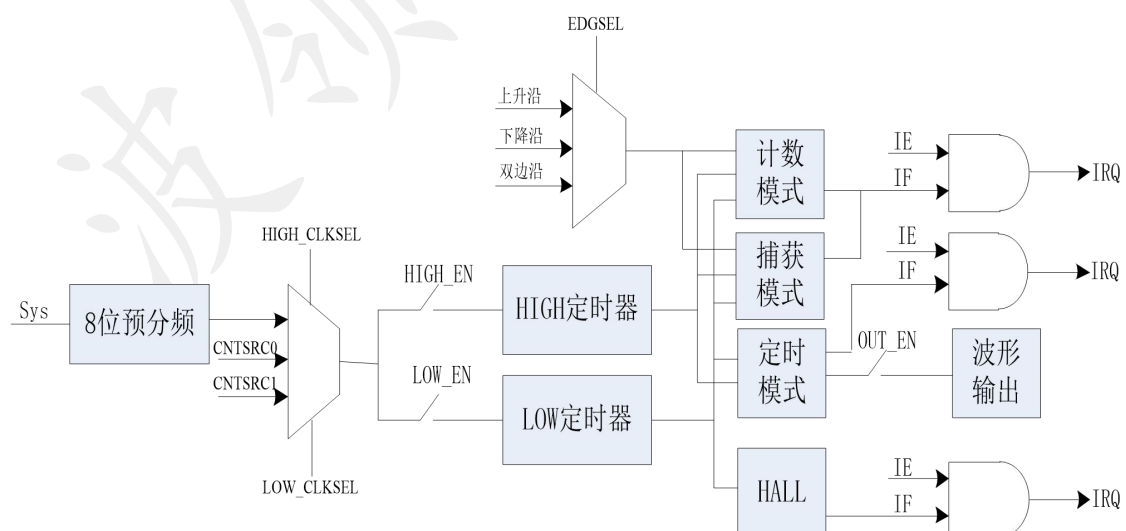 EDGSEL
上升沿
下降沿
双边沿
计数
模式
IE
IF
IRQ
捕获
模式
IE
IF
IRQ
HIGH_CLKSEL
Sys
8位预分频
CNTSRC0
CNTSRC1
LOW_CLKSEL
HIGH_EN
HIGH定时器
LOW_EN
LOW定时器
定时
模式
OUT_EN
波形
输出
HALL
IE
IF
IRQ